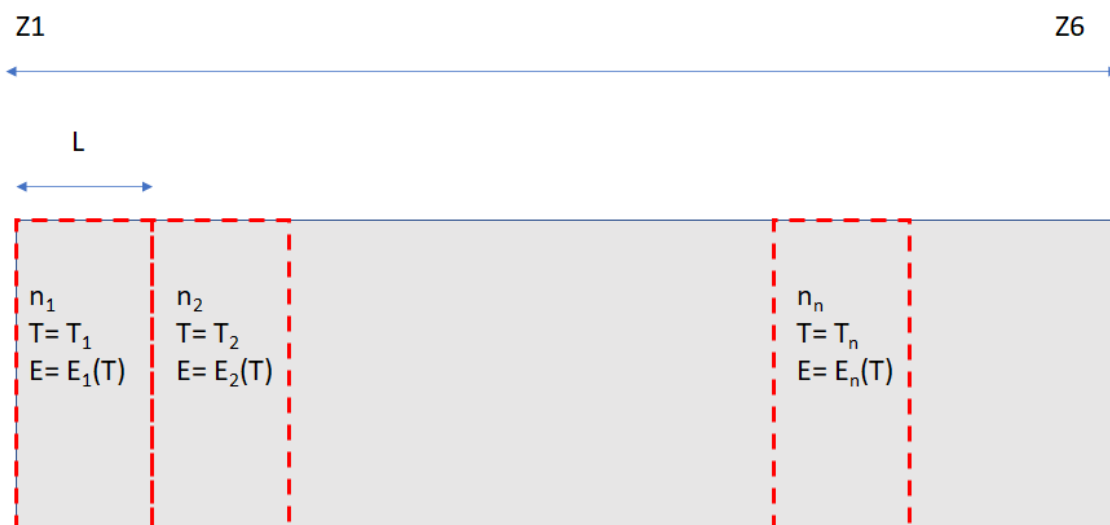 Z1
Z6
L
n₁
T= T₁
E= E₁(T)
n₂
T= T₂
E= E₂(T)
nₙ
T= Tₙ
E= Eₙ(T)